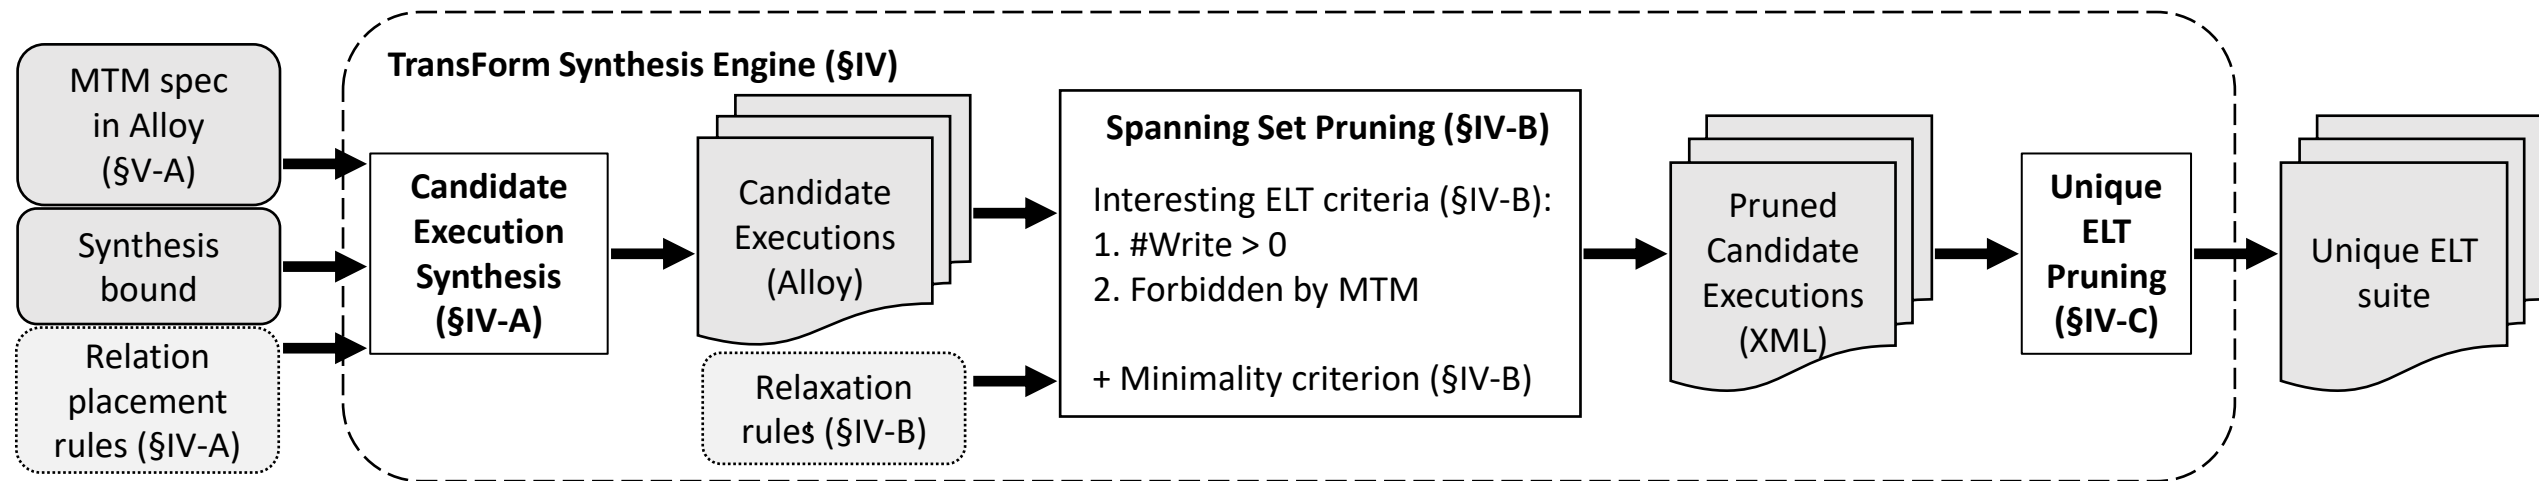 MTM spec
in Alloy
(§V-A)
Synthesis
bound
Relation
placement
rules (§IV-A)
TransForm Synthesis Engine (§IV)
Candidate
Execution
Synthesis
(§IV-A)
Candidate
Executions
(Alloy)
Relaxation
rules (§IV-B)
Spanning Set Pruning (§IV-B)
Interesting ELT criteria (§IV-B):
1. #Write > 0
2. Forbidden by MTM
+ Minimality criterion (§IV-B)
Pruned
Candidate
Executions
(XML)
Unique
ELT
Pruning
(§IV-C)
Unique ELT
suite